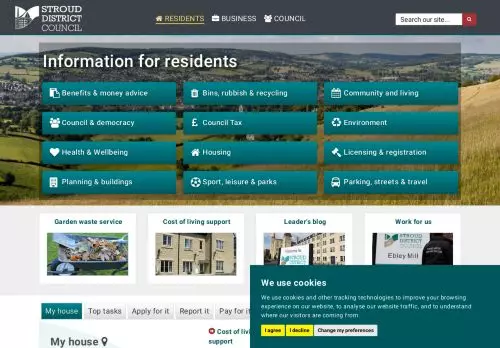 STROUD
DISTRICT
COUNCIL
RESIDENTS
BUSINESS
COUNCIL
Search our site...
Information for residents
Benefits & money advice
Bins, rubbish & recycling
Community and living
Council & democracy
Council Tax
Environment
Health & Wellbeing
Housing
Licensing & registration
Planning & buildings
Sport, leisure & parks
Parking, streets & travel
Garden waste service
Cost of living support
Leader's blog
Work for us
STROUD
DISTRICT
COUNCIL
Ebley Mill
My house
Top tasks
Apply for it
Report it
Pay for it
My house
Cost of livi
support
We use cookies
We use cookies and other tracking technologies to improve your browsing
experience on our website, to analyse our website traffic, and to understand
where our visitors are coming from.
I agree
I decline
Change my preferences